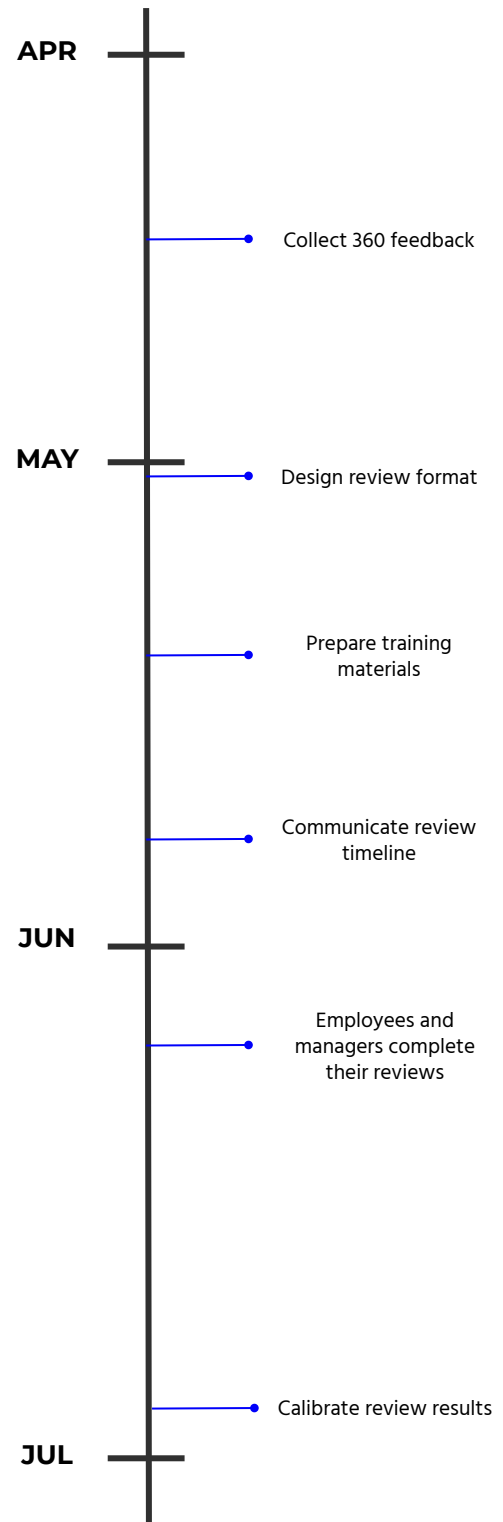 APR
Collect 360 feedback
MAY
Design review format
Prepare training
materials
Communicate review
timeline
JUN
Employees and
managers complete
their reviews
Calibrate review results
JUL